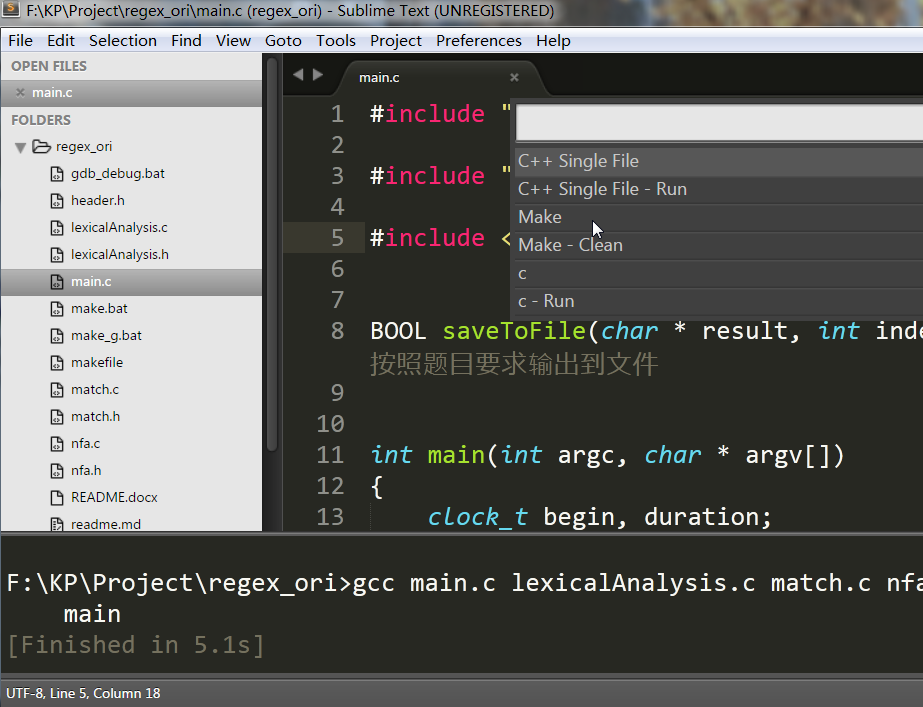 F:\KP\Project\regex_ori\main.c (regex_ori) - Sublime Text (UNREGISTERED)
File Edit Selection Find View Goto Tools Project Preferences Help
OPEN FILES
× main.c
FOLDERS
regex_ori
gdb_debug.bat
header.h
lexicalAnalysis.c
lexicalAnalysis.h
main.c
make.bat
make_g.bat
makefile
match.c
match.h
nfa.c
nfa.h
README.docx
readme.md
main.c ×
1 #include "
2
3 #include "
4
5 #include <
6
7
8 BOOL saveToFile(char * result, int inde
按照题目要求输出到文件
9
10
11 int main(int argc, char * argv[])
12 {
13 clock_t begin, duration;
C++ Single File
C++ Single File - Run
Make
Make - Clean
c
c - Run
F:\KP\Project\regex_ori>gcc main.c lexicalAnalysis.c match.c nfa
main
[Finished in 5.1s]
UTF-8, Line 5, Column 18